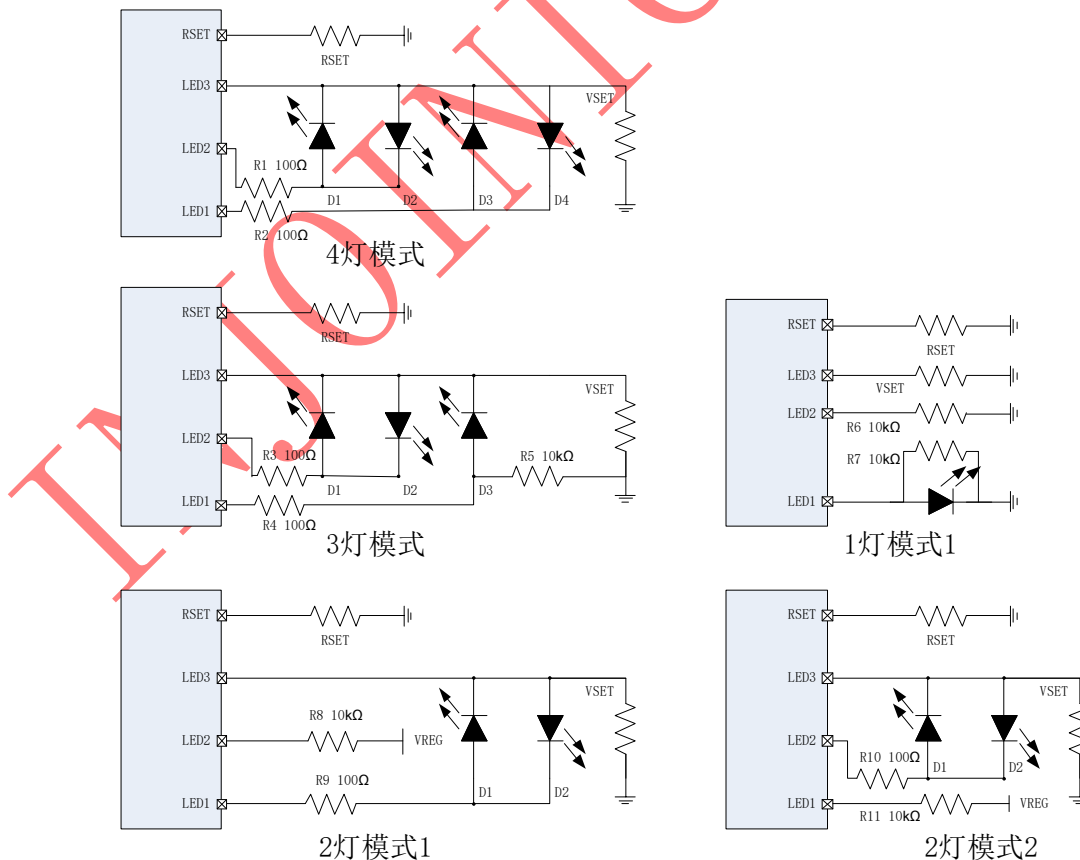 RSET
RSET
LED3
VSET
LED2
R1 100Ω
D1
D2
D3
D4
LED1
R2 100Ω
4灯模式
RSET
RSET
LED3
VSET
LED2
R3 100Ω
D1
D2
D3
R5 10kΩ
LED1
R4 100Ω
3灯模式
RSET
RSET
LED3
VSET
LED2
R6 10kΩ
R7 10kΩ
LED1
1灯模式1
RSET
RSET
LED3
VSET
LED2
R8 10kΩ
VREG
D1
D2
LED1
R9 100Ω
2灯模式1
RSET
RSET
LED3
VSET
LED2
R10 100Ω
D1
D2
LED1
R11 10kΩ
VREG
2灯模式2